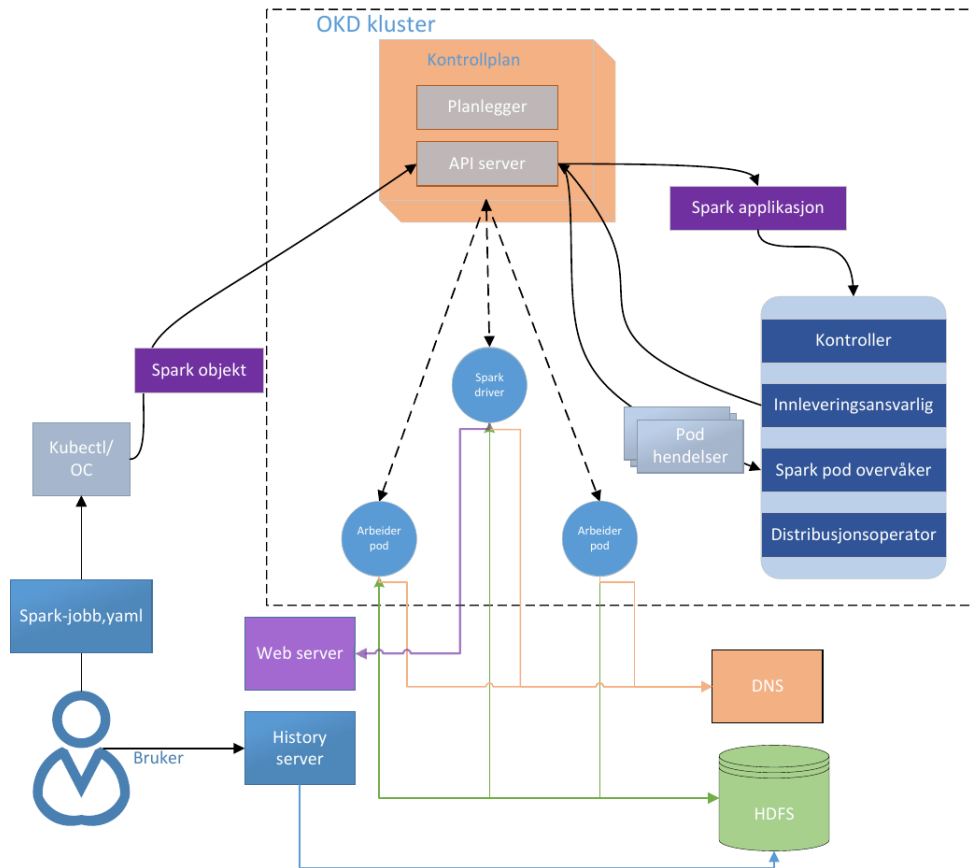 OKD kluster
Kontrollplan
Planlegger
API server
Spark applikasjon
Kontroller
Innleveringsansvarlig
Spark pod overvåker
Distribusjonsoperator
Pod
hendelser
Spark objekt
Spark
driver
Kubectl/
OC
Arbeider
pod
Arbeider
pod
Spark-jobb,yaml
Web server
DNS
History
server
Bruker
HDFS